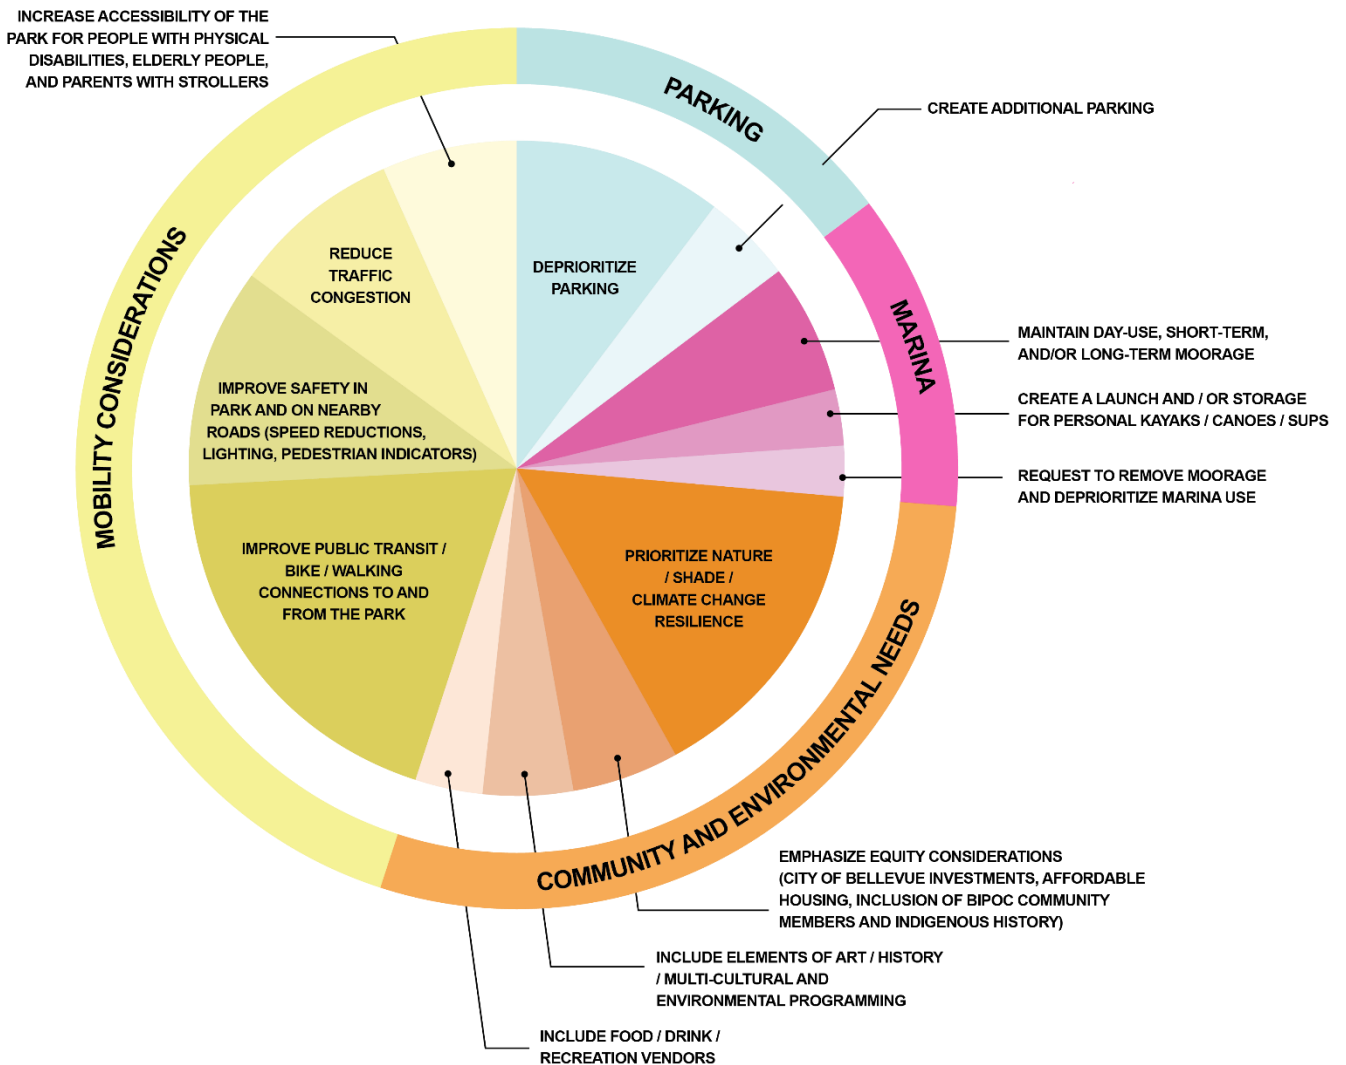 INCREASE ACCESSIBILITY OF THE
PARK FOR PEOPLE WITH PHYSICAL
DISABILITIES, ELDERLY PEOPLE,
AND PARENTS WITH STROLLERS
PARKING
CREATE ADDITIONAL PARKING
MOBILITY CONSIDERATIONS
REDUCE
TRAFFIC
CONGESTION
DEPRIORITIZE
PARKING
MARINA
MAINTAIN DAY-USE, SHORT-TERM,
AND/OR LONG-TERM MOORAGE
CREATE A LAUNCH AND / OR STORAGE
FOR PERSONAL KAYAKS / CANOES / SUPS
REQUEST TO REMOVE MOORAGE
AND DEPRIORITIZE MARINA USE
IMPROVE SAFETY IN
PARK AND ON NEARBY
ROADS (SPEED REDUCTIONS,
LIGHTING, PEDESTRIAN INDICATORS)
IMPROVE PUBLIC TRANSIT /
BIKE / WALKING
CONNECTIONS TO AND
FROM THE PARK
PRIORITIZE NATURE
/ SHADE /
CLIMATE CHANGE
RESILIENCE
COMMUNITY AND ENVIRONMENTAL NEEDS
EMPHASIZE EQUITY CONSIDERATIONS
(CITY OF BELLEVUE INVESTMENTS, AFFORDABLE
HOUSING, INCLUSION OF BIPOC COMMUNITY
MEMBERS AND INDIGENOUS HISTORY)
INCLUDE ELEMENTS OF ART / HISTORY
/ MULTI-CULTURAL AND
ENVIRONMENTAL PROGRAMMING
INCLUDE FOOD / DRINK /
RECREATION VENDORS